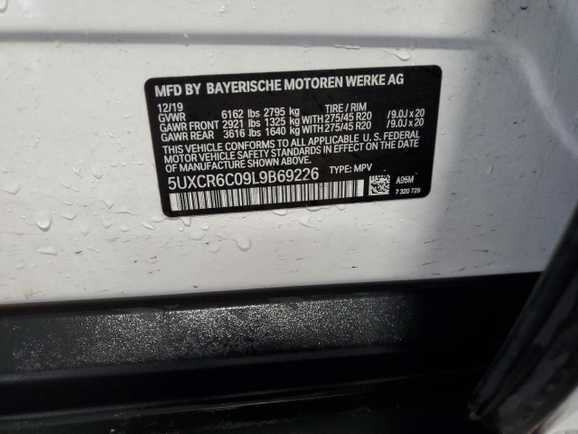 MFD BY BAYERISCHE MOTOREN WERKE AG
12/19
GVWR 6162 lbs 2795 kg TIRE / RIM
GAWR FRONT 2921 lbs 1325 kg WITH 275/45 R20 /9.0J x 20
GAWR REAR 3616 lbs 1640 kg WITH 275/45 R20 /9.0J x 20
THIS VEHICLE CONFORMS TO ALL APPLICABLE U. S. FEDERAL
MOTOR VEHICLE SAFETY STANDARDS IN EFFECT ON THE DATE OF
MANUFACTURE SHOWN ABOVE.
5UXCR6C09L9B69226 TYPE: MPV
A96M
7 320 729